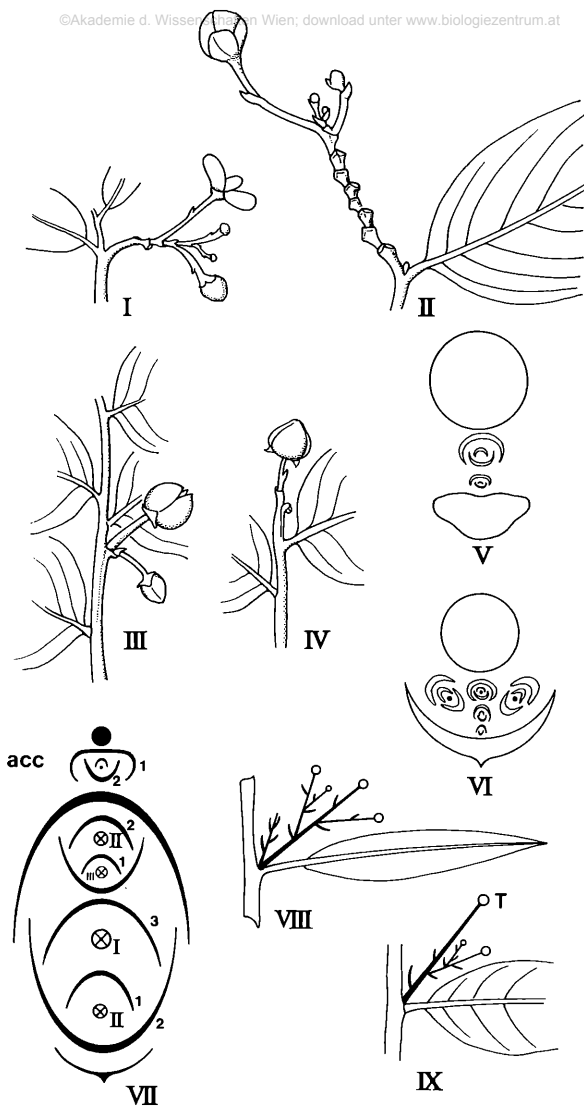 ©Akademie d. Wissenschaften Wien; download unter www.biologiezentrum.at
I
II
III
IV
V
VI
acc
1
2
2
II
1
III
3
I
1
II
2
VII
VIII
T
IX